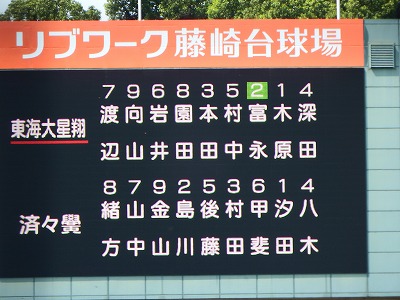 リブワーク藤崎台球場
7 9 6 8 3 5 2 1 4
東海大星翔 渡辺 向山 岩井 園田 本田 村中 富永 木原 深田
8 7 9 2 5 3 6 1 4
済々黌 緒方 山中 金山 島川 後藤 村田 甲斐 汐田 八木